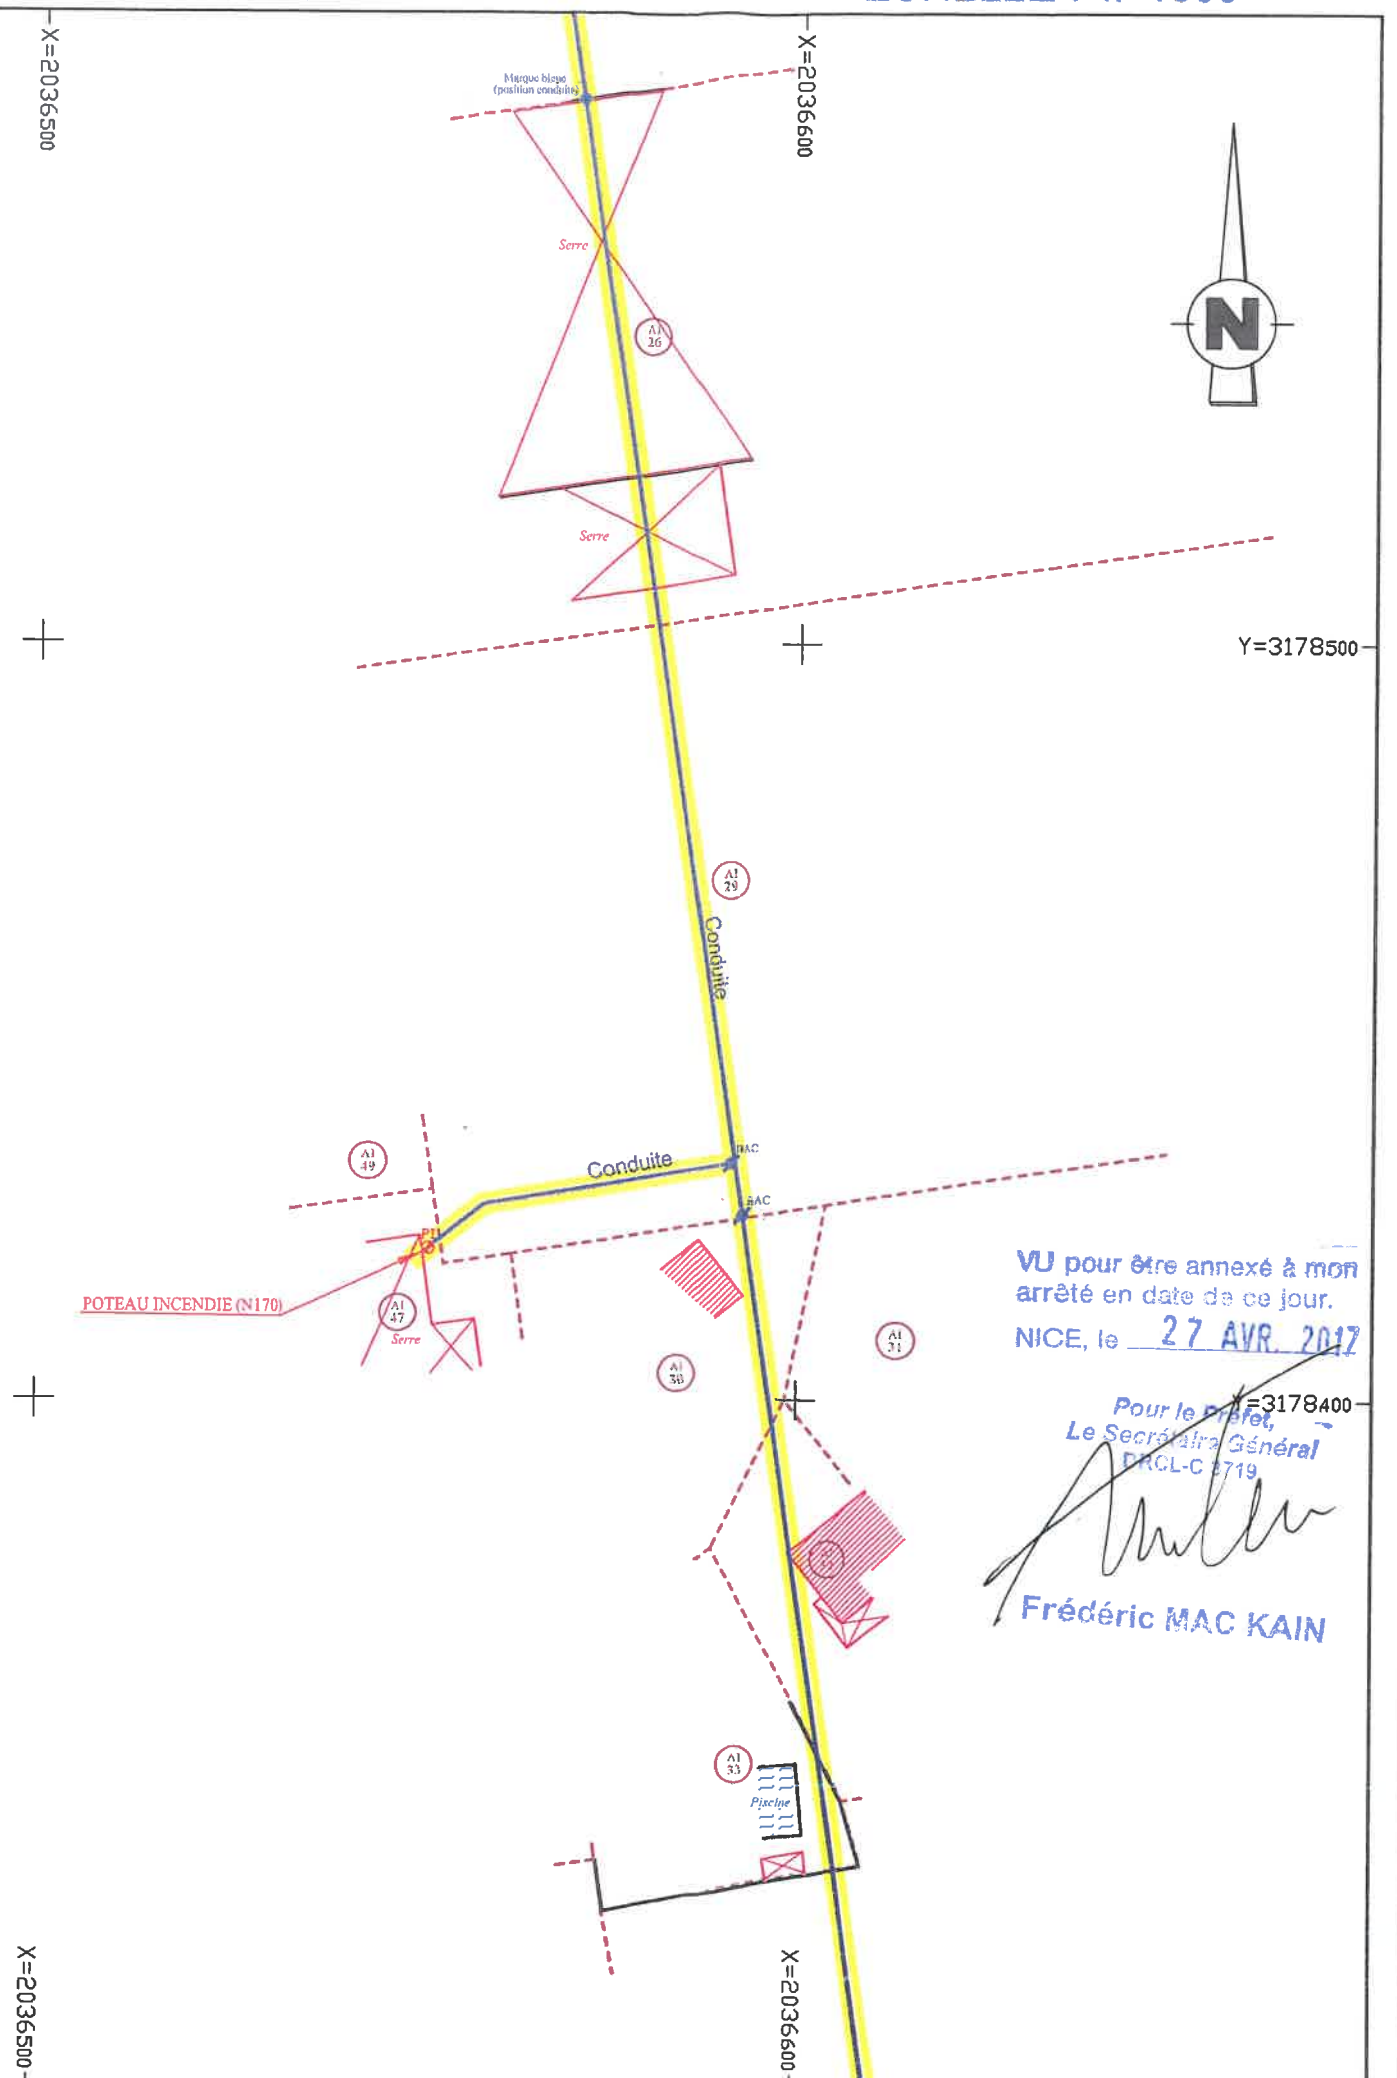 X=2036500
X=2036600
Marque bleue
(position conduite)
N
Serre
AI
26
Serre
Y=3178500
AI
29
Conduite
BAC
Conduite
BAC
AI
49
PI
POTEAU INCENDIE (N170)
AI
47
Serre
AI
31
VU pour être annexé à mon
arrêté en date de ce jour.
NICE, le 27 AVR. 2017
=3178400
Pour le Préfet,
Le Secrétaire Général
DRCL-C 3719
Frédéric MAC KAIN
AI
33
Piscine
X=2036500
X=2036600